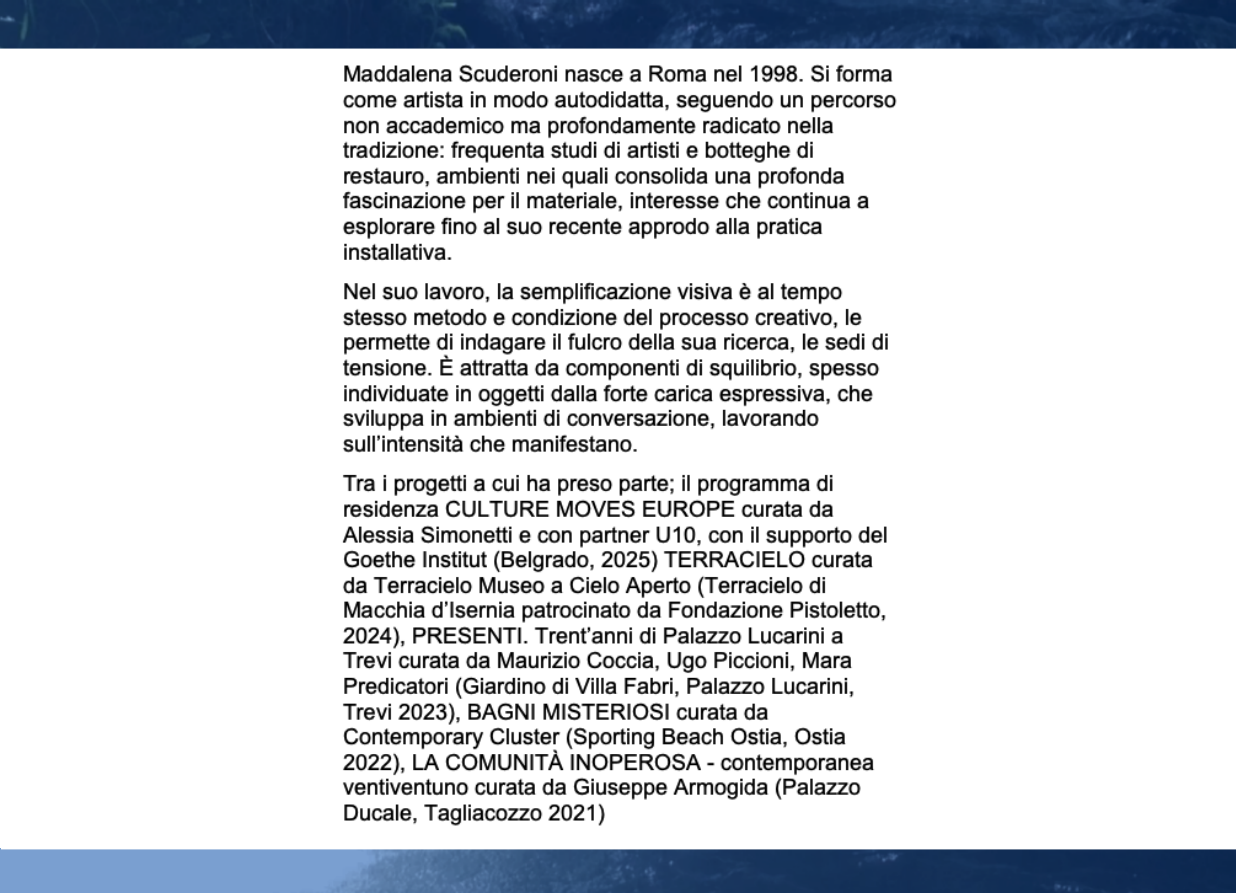 Maddalena Scuderoni nasce a Roma nel 1998. Si forma
come artista in modo autodidatta, seguendo un percorso
non accademico ma profondamente radicato nella
tradizione: frequenta studi di artisti e botteghe di
restauro, ambienti nei quali consolida una profonda
fascinazione per il materiale, interesse che continua a
esplorare fino al suo recente approdo alla pratica
installativa.
Nel suo lavoro, la semplificazione visiva è al tempo
stesso metodo e condizione del processo creativo, le
permette di indagare il fulcro della sua ricerca, le sedi di
tensione. È attratta da componenti di squilibrio, spesso
individuate in oggetti dalla forte carica espressiva, che
sviluppa in ambienti di conversazione, lavorando
sull’intensità che manifestano.
Tra i progetti a cui ha preso parte; il programma di
residenza CULTURE MOVES EUROPE curata da
Alessia Simonetti e con partner U10, con il supporto del
Goethe Institut (Belgrado, 2025) TERRACIELO curata
da Terracielo Museo a Cielo Aperto (Terracielo di
Macchia d’Isernia patrocinato da Fondazione Pistoletto,
2024), PRESENTI. Trent’anni di Palazzo Lucarini a
Trevi curata da Maurizio Coccia, Ugo Piccioni, Mara
Predicatori (Giardino di Villa Fabri, Palazzo Lucarini,
Trevi 2023), BAGNI MISTERIOSI curata da
Contemporary Cluster (Sporting Beach Ostia, Ostia
2022), LA COMUNITÀ INOPEROSA - contemporanea
ventiventuno curata da Giuseppe Armogida (Palazzo
Ducale, Tagliacozzo 2021)